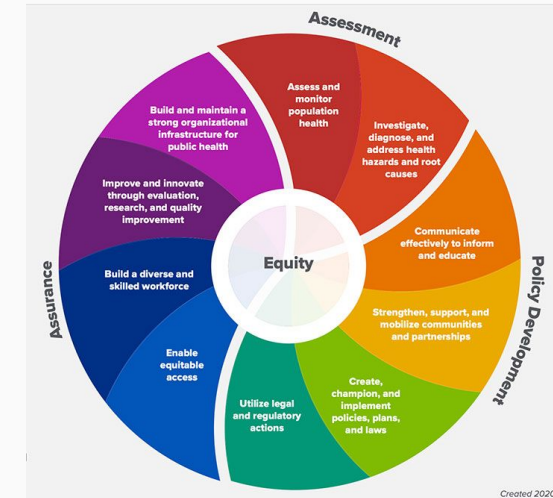 Assessment
Assess and
monitor
population
health
Investigate,
diagnose, and
address health
hazards and root
causes
Communicate
effectively to inform
and educate
Strengthen, support, and
mobilize communities
and partnerships
Policy Development
Create,
champion, and
implement
policies, plans,
and laws
Utilize legal
and regulatory
actions
Enable
equitable
access
Build a diverse and
skilled workforce
Assurance
Improve and innovate
through evaluation,
research, and quality
improvement
Build and maintain a
strong organizational
infrastructure for
public health
Equity
Created 2020